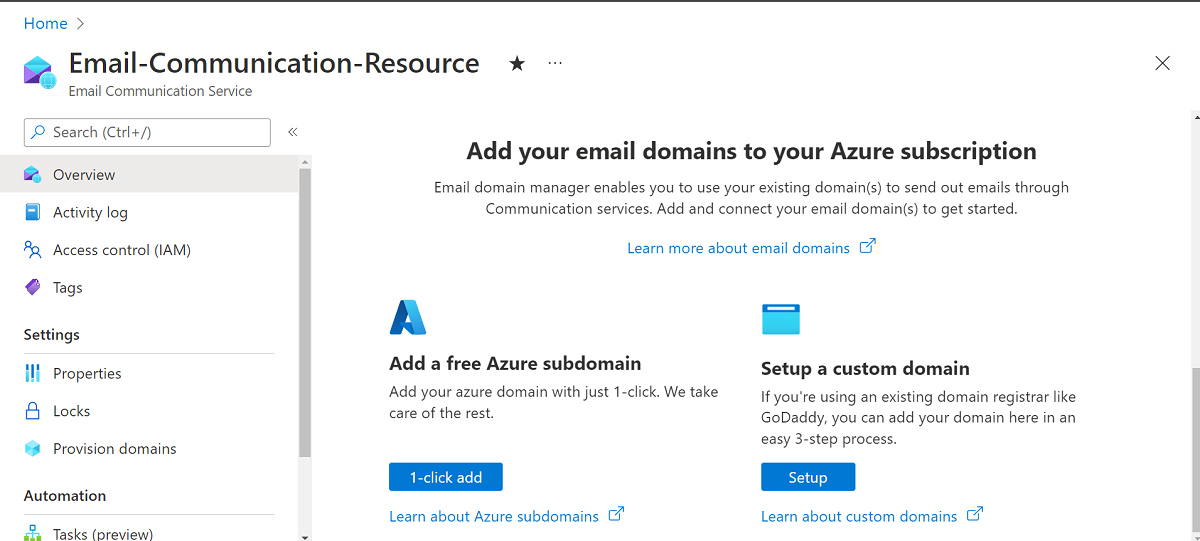 Home
Email-Communication-Resource
Email Communication Service
Search (Ctrl+/)
Overview
Activity log
Access control (IAM)
Tags
Settings
Properties
Locks
Provision domains
Automation
Tasks (preview)
Add your email domains to your Azure subscription
Email domain manager enables you to use your existing domain(s) to send out emails through
Communication services. Add and connect your email domain(s) to get started.
Learn more about email domains
Add a free Azure subdomain
Add your azure domain with just 1-click. We take
care of the rest.
1-click add
Learn about Azure subdomains
Setup a custom domain
If you're using an existing domain registrar like
GoDaddy, you can add your domain here in an
easy 3-step process.
Setup
Learn about custom domains